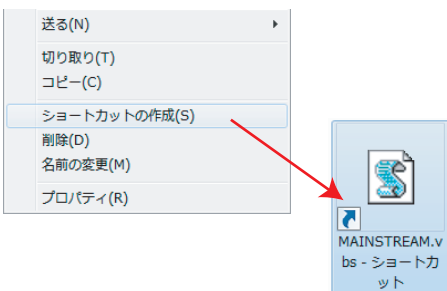 送る(N)
切り取り(T)
コピー(C)
ショートカットの作成(S)
削除(D)
名前の変更(M)
プロパティ(R)
MAINSTREAM.v
bs - ショートカ
ット